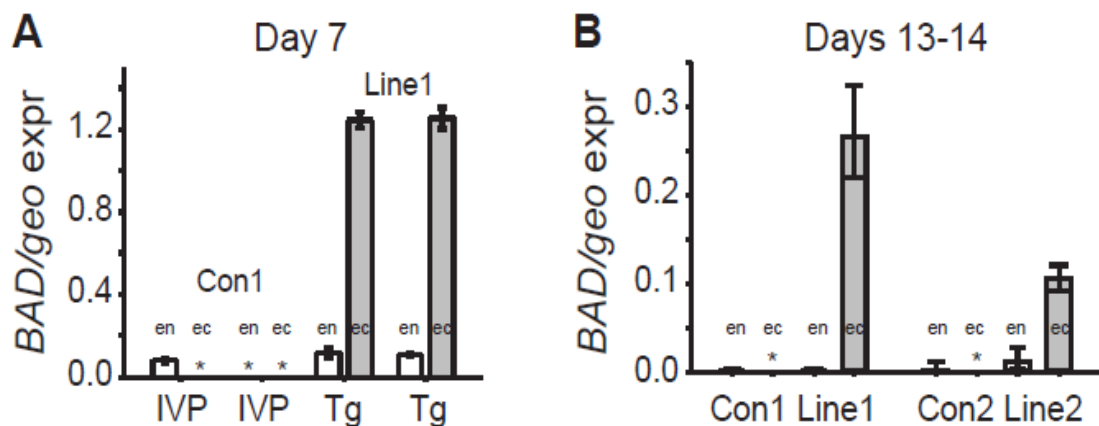 A Day 7
BAD/geo expr
1.2
0.8
0.4
0.0
Line1
Con1
en ec en ec en ec en ec
* * *
IVP IVP Tg Tg
B Days 13-14
BAD/geo expr
0.3
0.2
0.1
0.0
en ec en ec en ec en ec
* *
Con1 Line1 Con2 Line2